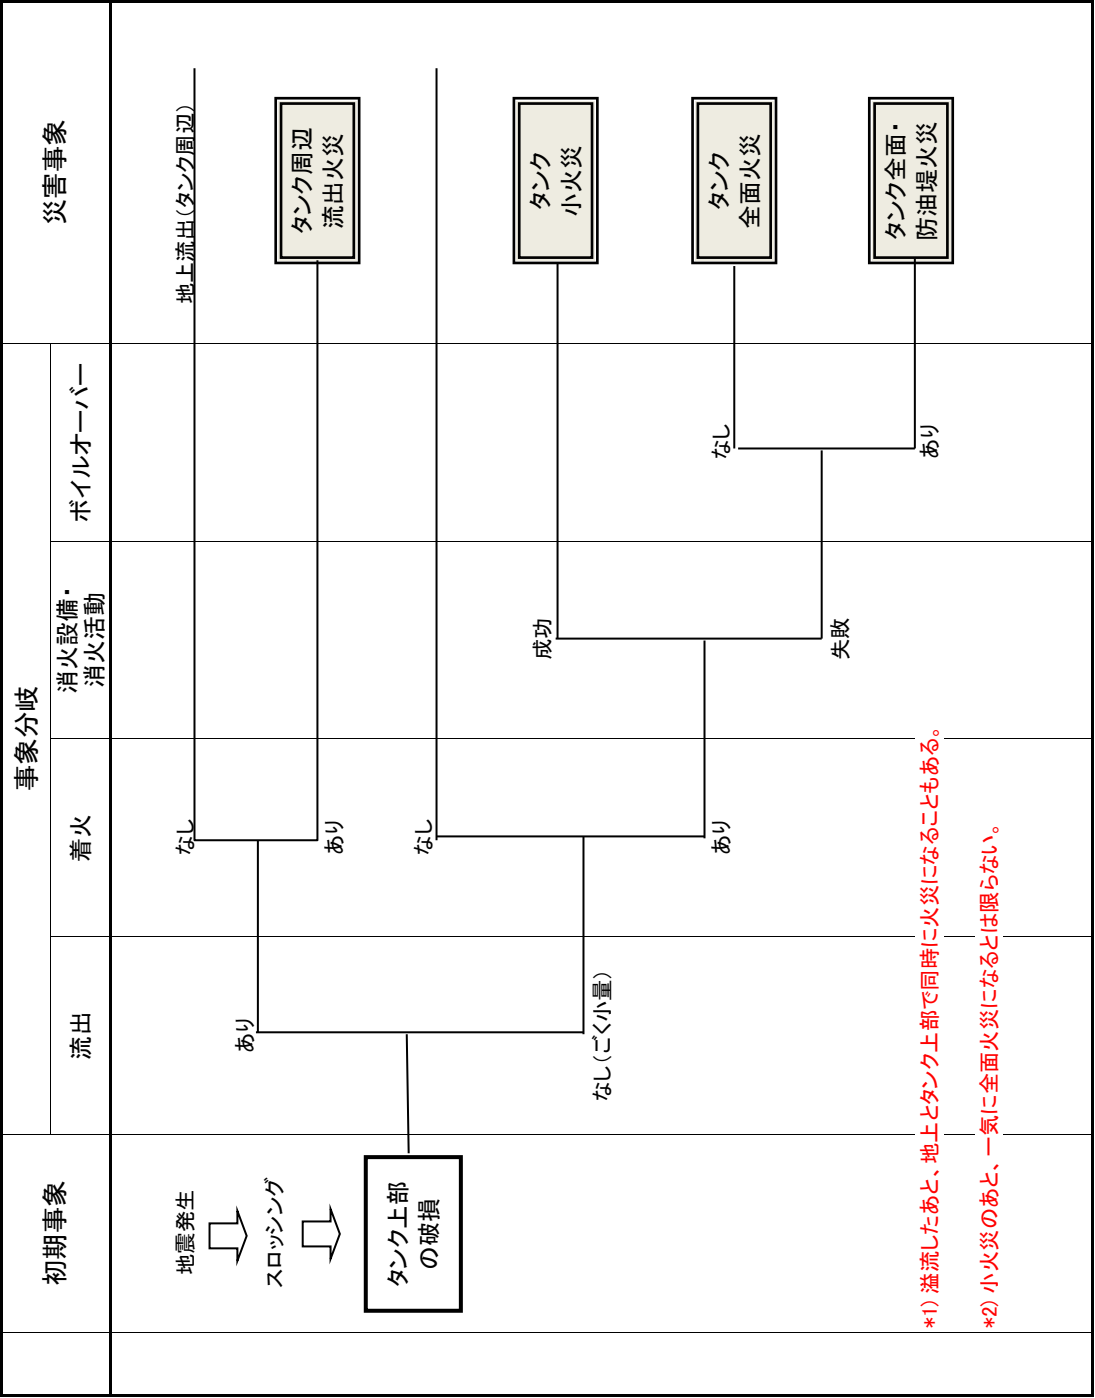 初期事象
事象分岐
災害事象
流出
着火
消火設備・
消火活動
ボイルオーバー
地震発生
スロッシング
タンク上部
の破損
あり
なし（ごく小量）
なし
あり
なし
あり
成功
失敗
なし
あり
地上流出（タンク周辺）
タンク周辺
流出火災
タンク
小火災
タンク
全面火災
タンク全面・
防油堤火災
*1）溢流したあと、地上とタンク上部で同時に火災になることもある。
*2）小火災のあと、一気に全面火災になるとは限らない。